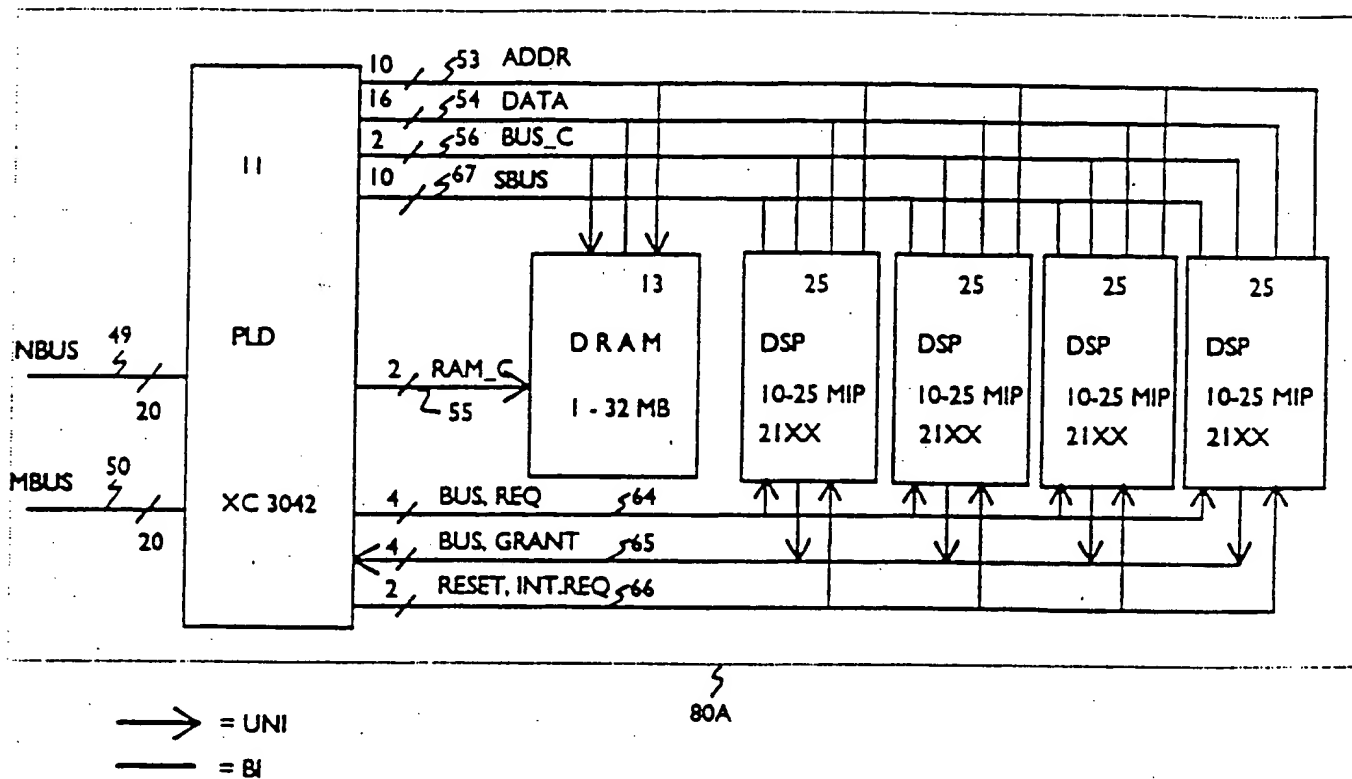 10 53 ADDR
16 54 DATA
2 56 BUS_C
10 67 SBUS
11
PLD
XC 3042
NBUS 49
20
MBUS 50
20
2 RAM_C
55
13
DRAM
1 - 32 MB
25
DSP
10-25 MIP
21XX
25
DSP
10-25 MIP
21XX
25
DSP
10-25 MIP
21XX
25
DSP
10-25 MIP
21XX
4 BUS, REQ 64
4 BUS, GRANT 65
2 RESET, INT.REQ 66
80A
= UNI
= BI